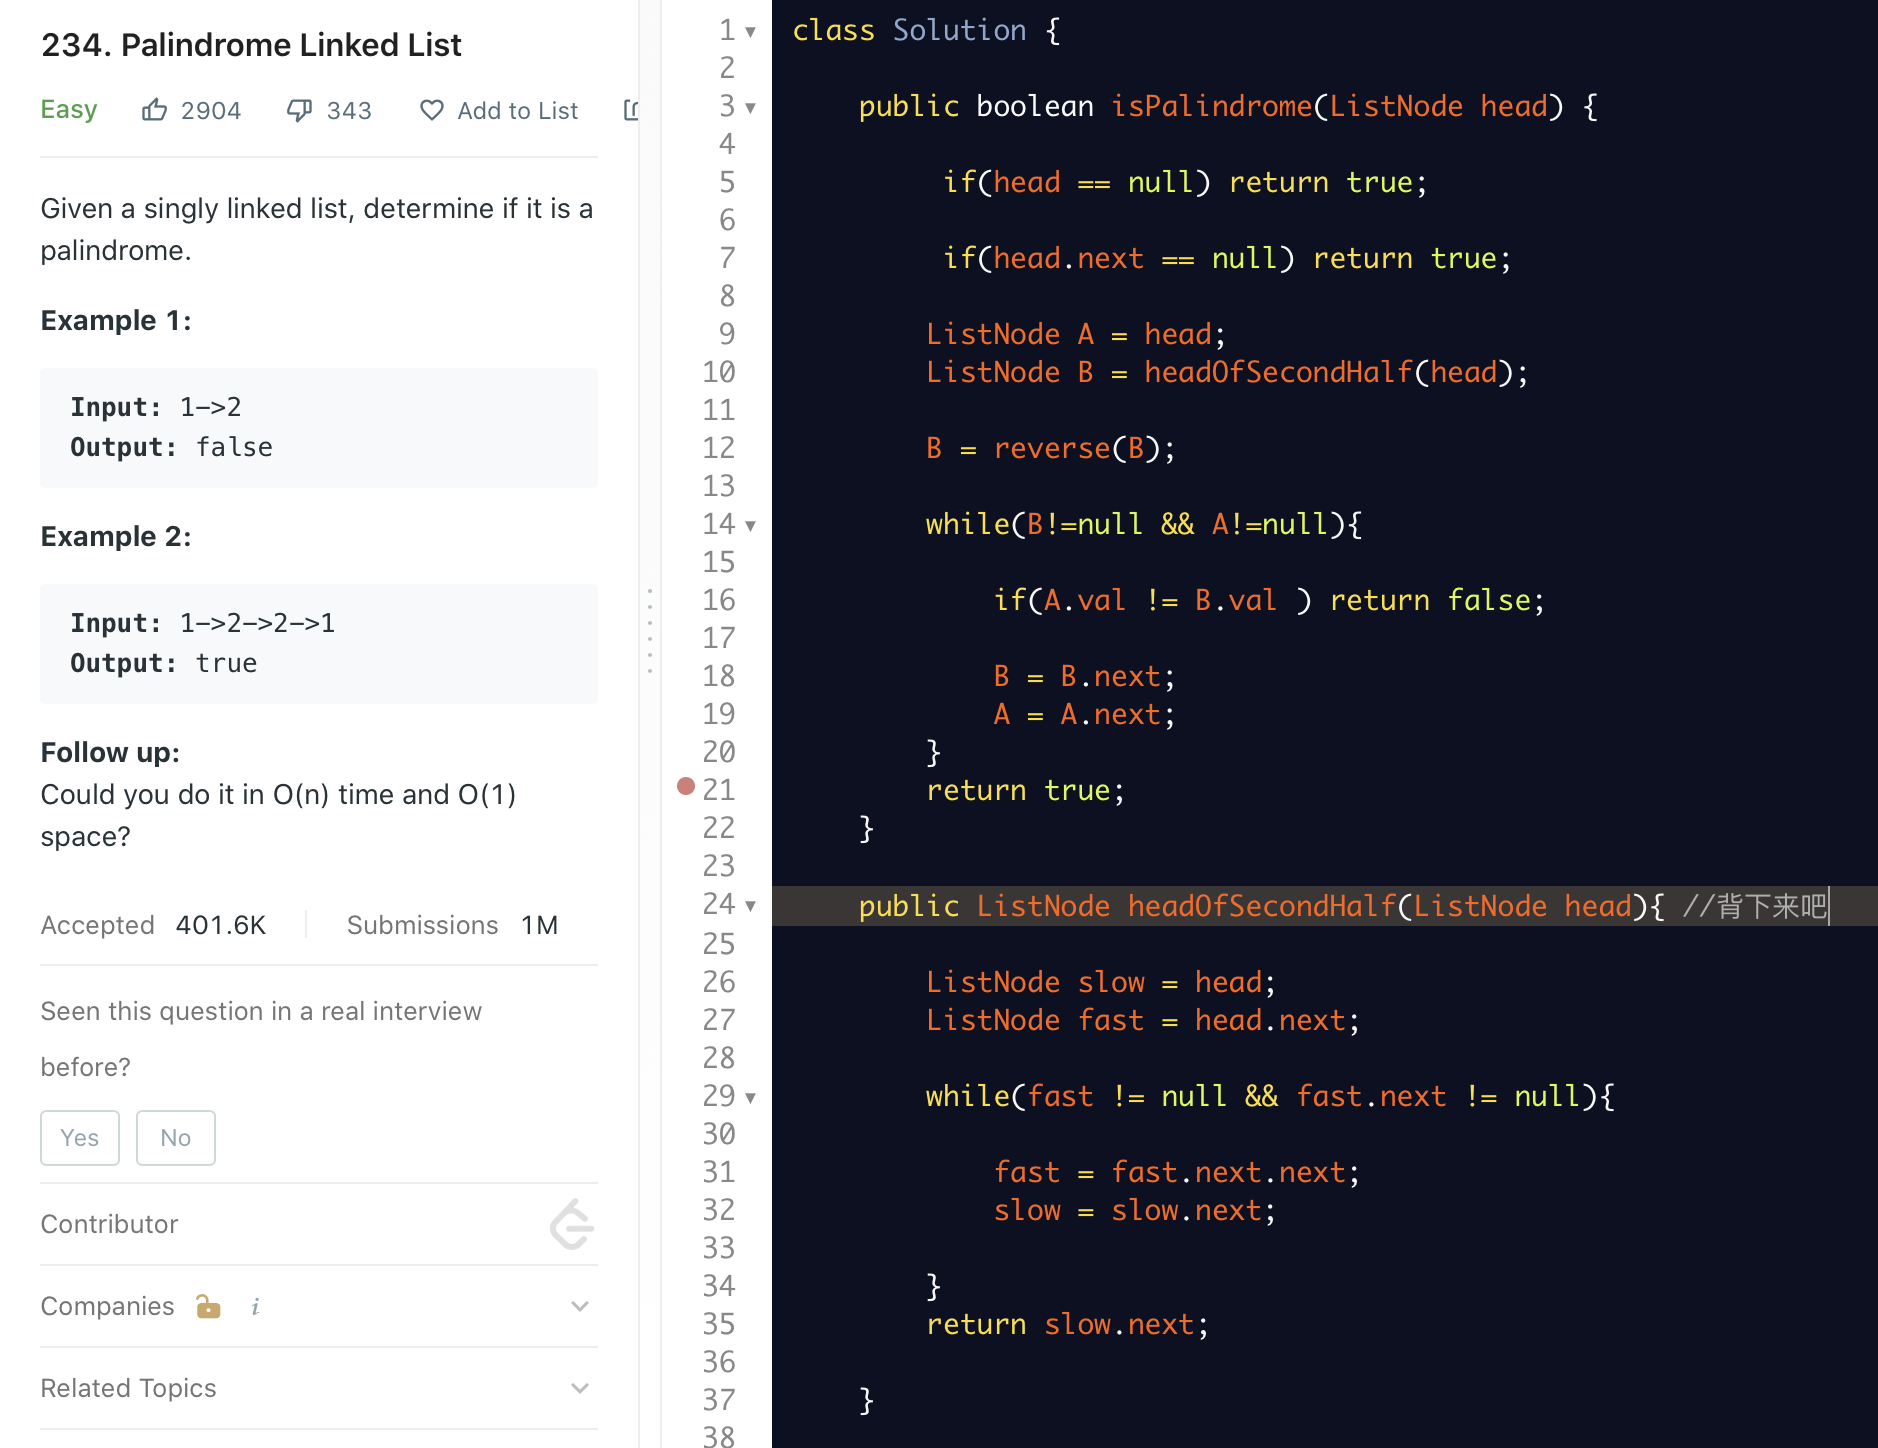 234. Palindrome Linked List
Easy 2904 343 Add to List
Given a singly linked list, determine if it is a
palindrome.
Example 1:
Input: 1->2
Output: false
Example 2:
Input: 1->2->2->1
Output: true
Follow up:
Could you do it in O(n) time and O(1)
space?
Accepted 401.6K Submissions 1M
Seen this question in a real interview
before?
Yes No
Contributor
Companies i
Related Topics
1 class Solution {
2
3 public boolean isPalindrome(ListNode head) {
4
5 if(head == null) return true;
6
7 if(head.next == null) return true;
8
9 ListNode A = head;
10 ListNode B = headOfSecondHalf(head);
11
12 B = reverse(B);
13
14 while(B!=null && A!=null){
15
16 if(A.val != B.val ) return false;
17
18 B = B.next;
19 A = A.next;
20 }
21 return true;
22 }
23
24 public ListNode headOfSecondHalf(ListNode head){ //背下来吧
25
26 ListNode slow = head;
27 ListNode fast = head.next;
28
29 while(fast != null && fast.next != null){
30
31 fast = fast.next.next;
32 slow = slow.next;
33
34 }
35 return slow.next;
36
37 }
38